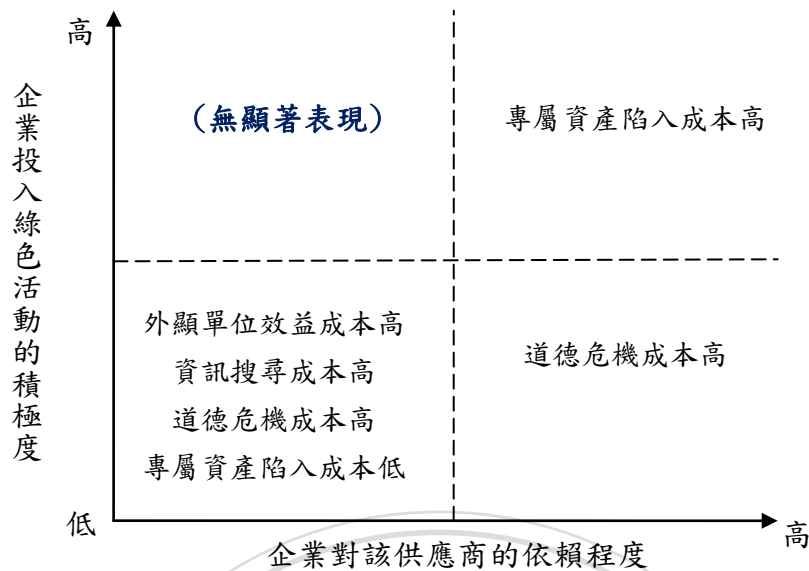 高
企業投入綠色活動的積極度
(無顯著表現)
專屬資產陷入成本高
外顯單位效益成本高
資訊搜尋成本高
道德危機成本高
專屬資產陷入成本低
道德危機成本高
低
高
企業對該供應商的依賴程度